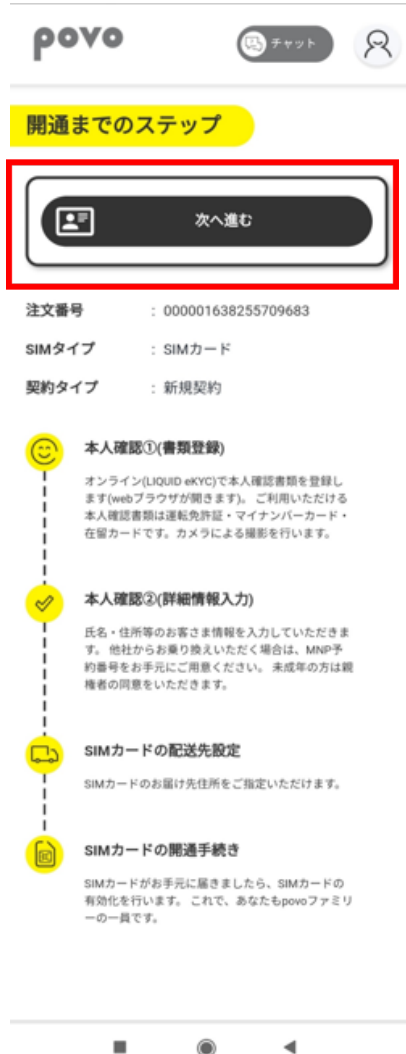 povo
チャット
開通までのステップ
次へ進む
注文番号 : 000001638255709683
SIMタイプ : SIMカード
契約タイプ : 新規契約
本人確認①(書類登録)
オンライン(LIQUID eKYC)で本人確認書類を登録し
ます(webブラウザが開きます)。 ご利用いただける
本人確認書類は運転免許証・マイナンバーカード・
在留カードです。カメラによる撮影を行います。
本人確認②(詳細情報入力)
氏名・住所等のお客さま情報を入力していただきま
す。 他社からお乗り換えいただく場合は、MNP予
約番号をお手元にご用意ください。 未成年の方は親
権者の同意をいただきます。
SIMカードの配送先設定
SIMカードのお届け先住所をご指定いただけます。
SIMカードの開通手続き
SIMカードがお手元に届きましたら、SIMカードの
有効化を行います。 これで、あなたもpovoファミリ
ーの一員です。